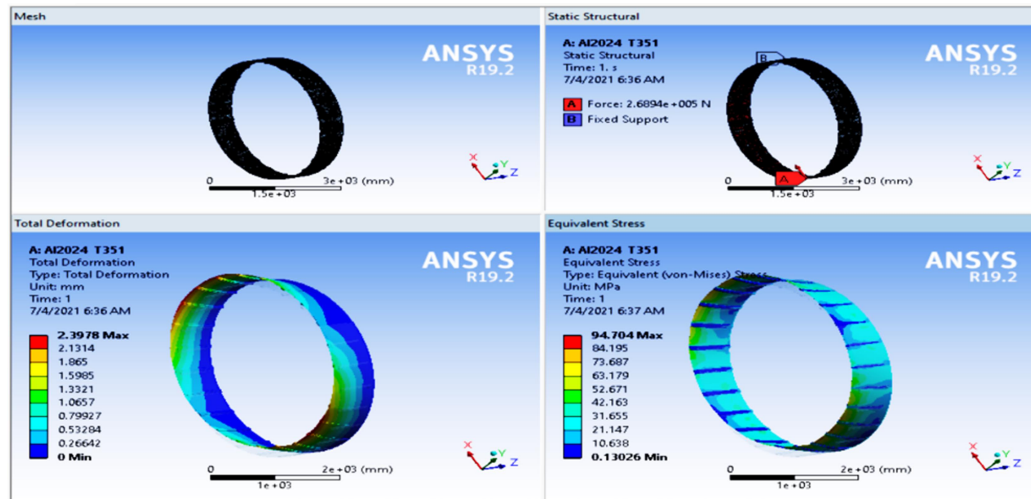 Mesh
ANSYS
R19.2
X
Y
Z
0
3e+03 (mm)
1.5e+03
Static Structural
A: Al2024 T351
Static Structural
Time: 1. s
7/4/2021 6:36 AM
A Force: 2.6894e+005 N
B Fixed Support
B
A
ANSYS
R19.2
X
Y
Z
0
3e+03 (mm)
1.5e+03
Total Deformation
A: Al2024 T351
Total Deformation
Type: Total Deformation
Unit: mm
Time: 1
7/4/2021 6:36 AM
2.3978 Max
2.1314
1.865
1.5985
1.3321
1.0657
0.79927
0.53284
0.26642
0 Min
ANSYS
R19.2
X
Y
Z
0
2e+03 (mm)
1e+03
Equivalent Stress
A: Al2024 T351
Equivalent Stress
Type: Equivalent (von-Mises) Stress
Unit: MPa
Time: 1
7/4/2021 6:37 AM
94.704 Max
84.195
73.687
63.179
52.671
42.163
31.655
21.147
10.638
0.13026 Min
ANSYS
R19.2
X
Y
Z
0
2e+03 (mm)
1e+03